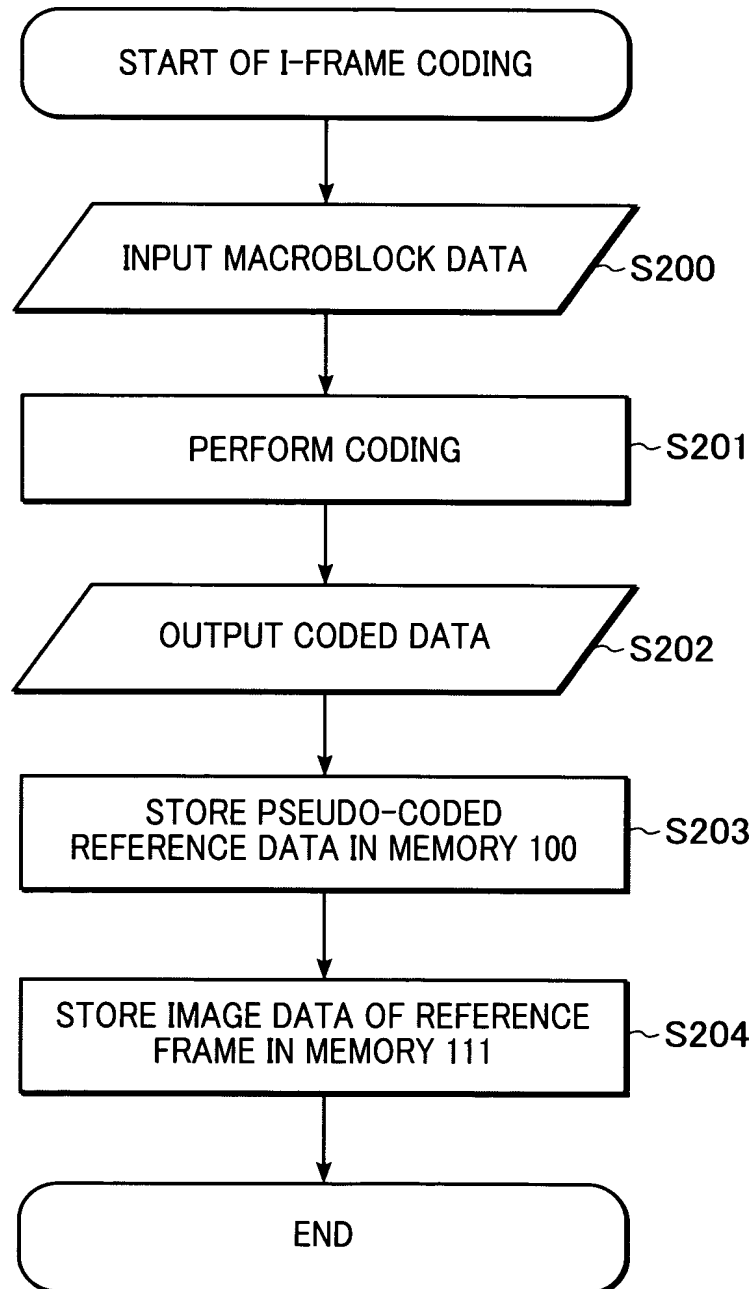 START OF I-FRAME CODING
INPUT MACROBLOCK DATA
S200
PERFORM CODING
S201
OUTPUT CODED DATA
S202
STORE PSEUDO-CODED
REFERENCE DATA IN MEMORY 100
S203
STORE IMAGE DATA OF REFERENCE
FRAME IN MEMORY 111
S204
END